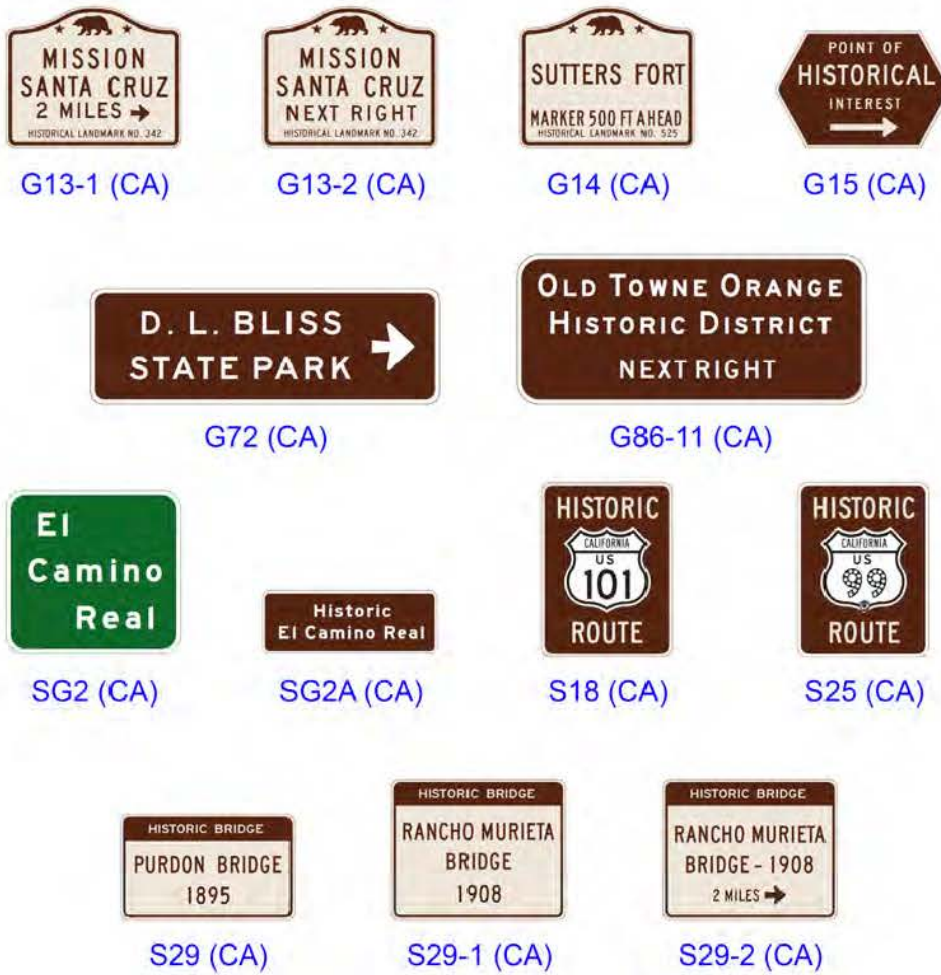 MISSION
SANTA CRUZ
2 MILES →
HISTORICAL LANDMARK NO. 342
G13-1 (CA)
MISSION
SANTA CRUZ
NEXT RIGHT
HISTORICAL LANDMARK NO. 342
G13-2 (CA)
SUTTERS FORT
MARKER 500 FT AHEAD
HISTORICAL LANDMARK NO. 525
G14 (CA)
POINT OF
HISTORICAL
INTEREST
G15 (CA)
D. L. BLISS
STATE PARK
G72 (CA)
OLD TOWNE ORANGE
HISTORIC DISTRICT
NEXT RIGHT
G86-11 (CA)
El
Camino
Real
SG2 (CA)
Historic
El Camino Real
SG2A (CA)
HISTORIC
CALIFORNIA
US
101
ROUTE
S18 (CA)
HISTORIC
CALIFORNIA
US
99
ROUTE
S25 (CA)
HISTORIC BRIDGE
PURDON BRIDGE
1895
S29 (CA)
HISTORIC BRIDGE
RANCHO MURIETA
BRIDGE
1908
S29-1 (CA)
HISTORIC BRIDGE
RANCHO MURIETA
BRIDGE - 1908
2 MILES →
S29-2 (CA)